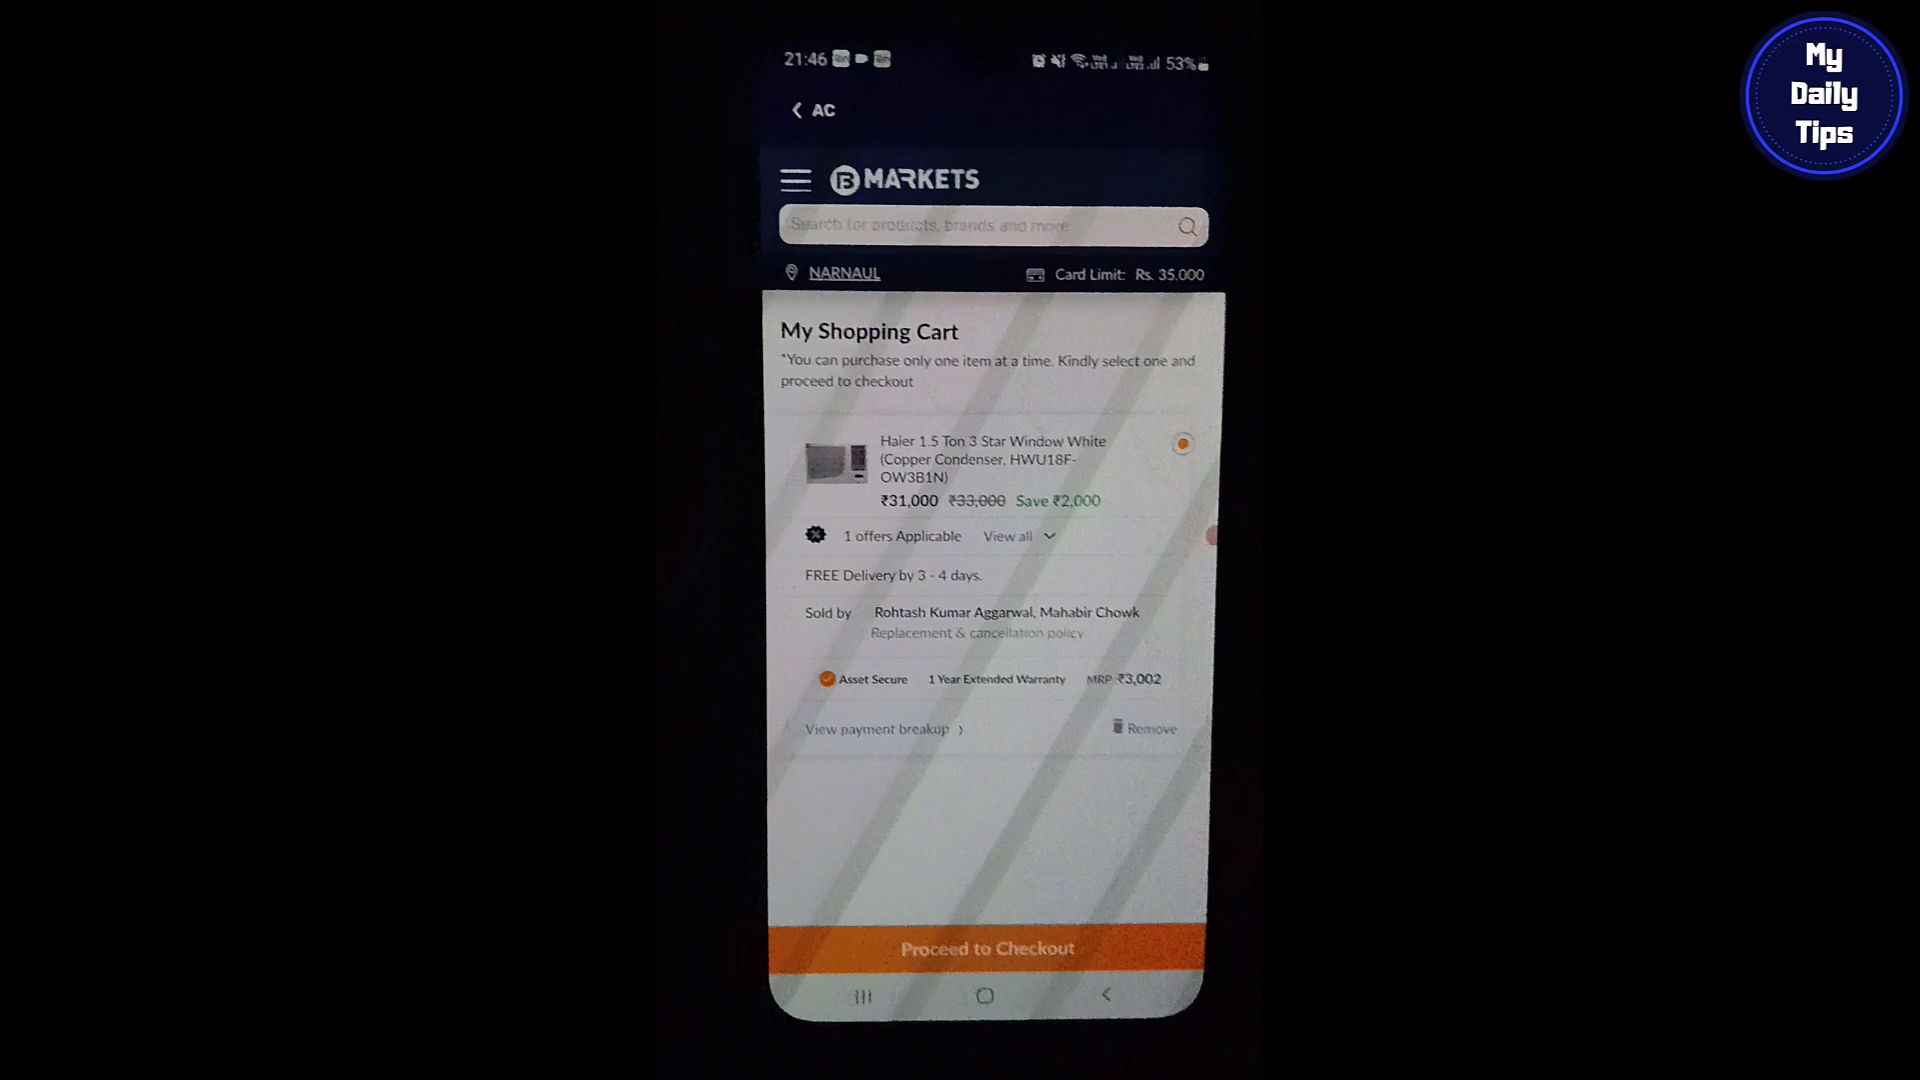 My
Daily
Tips
21:46
53%
AC
B MARKETS
Search for products, brands and more
NARNAUL
Card Limit: Rs. 35,000
My Shopping Cart
*You can purchase only one item at a time. Kindly select one and
proceed to checkout
Haier 1.5 Ton 3 Star Window White
(Copper Condenser, HWU18F-
OW3B1N)
₹31,000 ₹33,000 Save ₹2,000
1 offers Applicable View all
FREE Delivery by 3 - 4 days.
Sold by Rohtash Kumar Aggarwal, Mahabir Chowk
Replacement & cancellation policy
Asset Secure 1 Year Extended Warranty MRP ₹3,002
View payment breakup
Remove
Proceed to Checkout